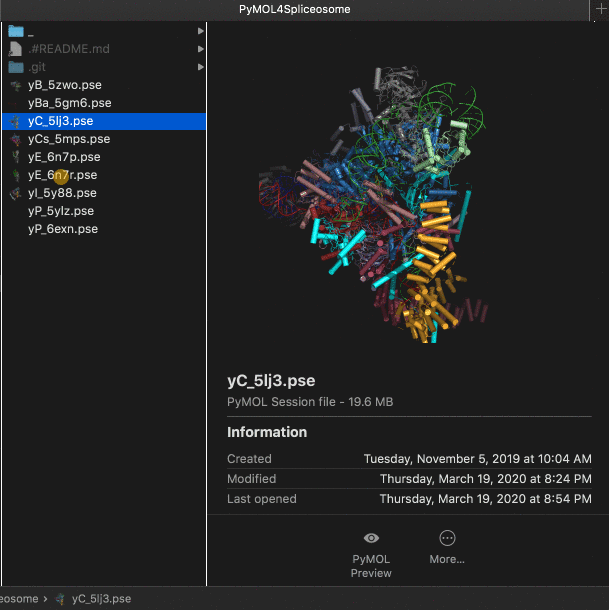 PyMOL4Spliceosome
_
.#README.md
.git
yB_5zwo.pse
yBa_5gm6.pse
yC_5lj3.pse
yCs_5mps.pse
yE_6n7p.pse
yE_6n7r.pse
yI_5y88.pse
yP_5ylz.pse
yP_6exn.pse
yC_5lj3.pse
PyMOL Session file - 19.6 MB
Information
Created Tuesday, November 5, 2019 at 10:04 AM
Modified Thursday, March 19, 2020 at 8:24 PM
Last opened Thursday, March 19, 2020 at 8:54 PM
PyMOL
Preview
More...
eosome › yC_5lj3.pse